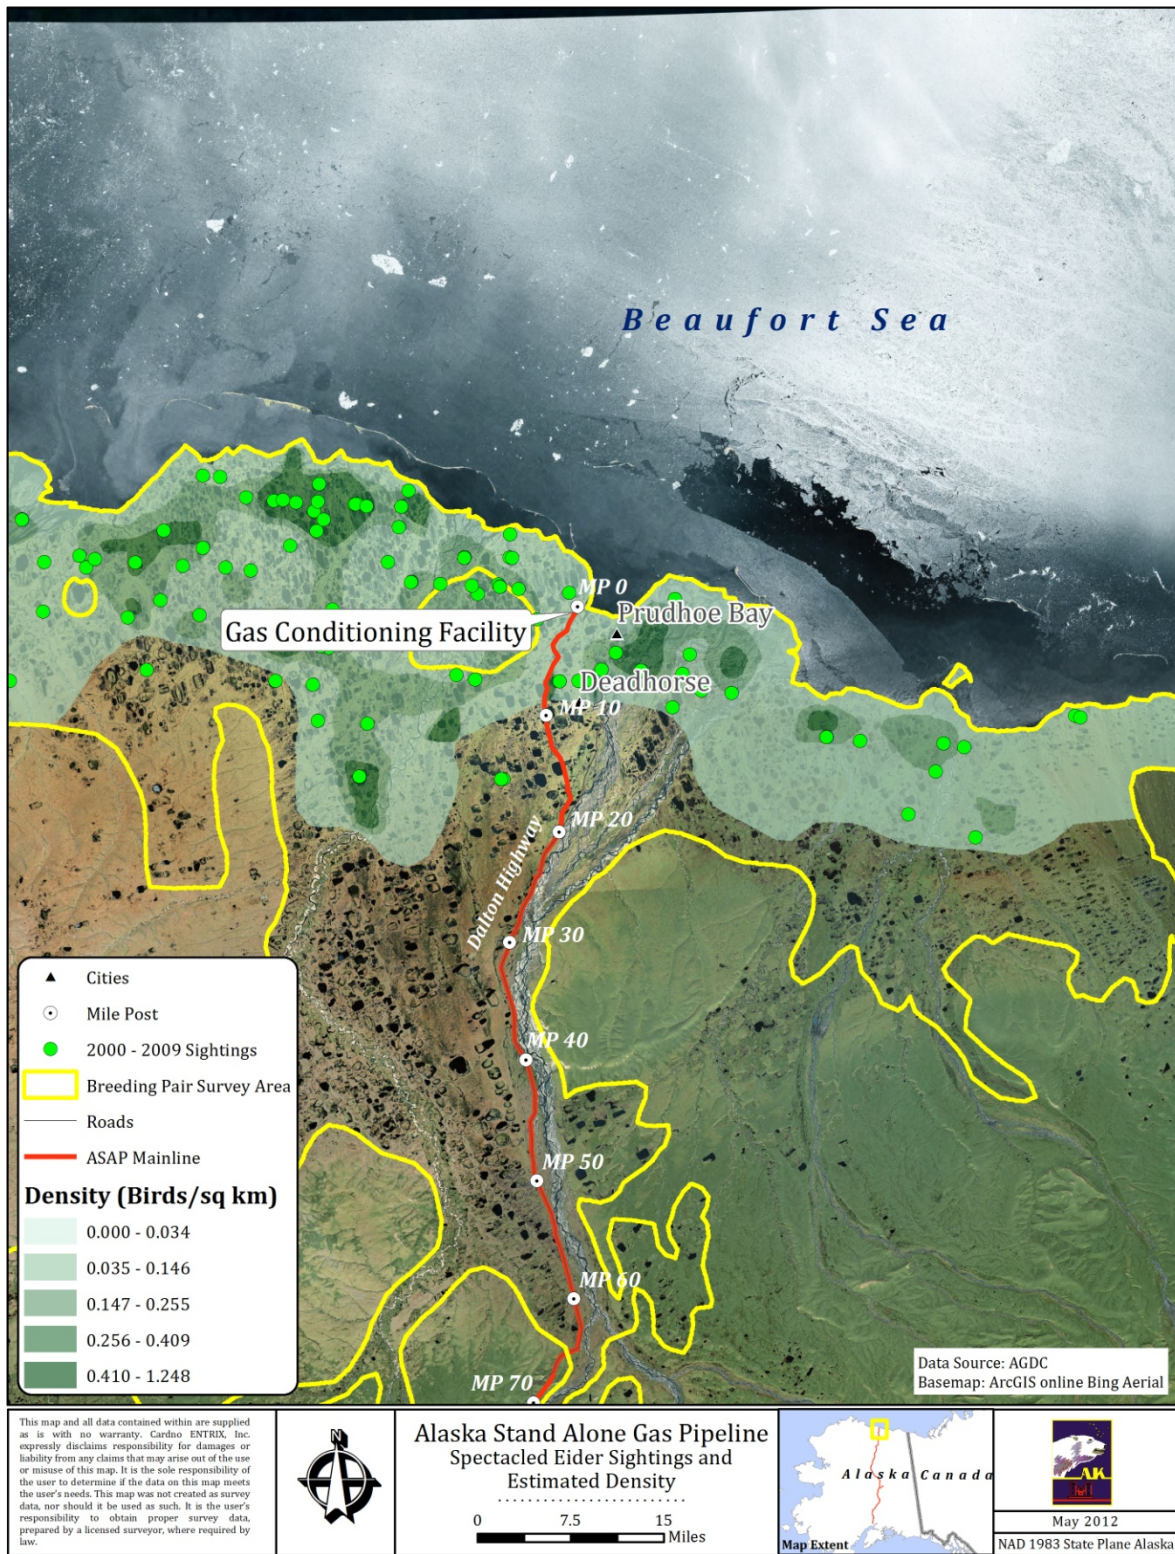 Beaufort Sea
MP 0
Prudhoe Bay
Gas Conditioning Facility
Deadhorse
MP 10
MP 20
Dalton Highway
MP 30
MP 40
MP 50
MP 60
MP 70
Cities
Mile Post
2000 - 2009 Sightings
Breeding Pair Survey Area
Roads
ASAP Mainline
Density (Birds/sq km)
0.000 - 0.034
0.035 - 0.146
0.147 - 0.255
0.256 - 0.409
0.410 - 1.248
Data Source: AGDC
Basemap: ArcGIS online Bing Aerial
This map and all data contained within are supplied
as is with no warranty. Cardno ENTRIX, Inc.
expressly disclaims responsibility for damages or
liability from any claims that may arise out of the use
or misuse of this map. It is the sole responsibility of
the user to determine if the data on this map meets
the user's needs. This map was not created as survey
data, nor should it be used as such. It is the user's
responsibility to obtain proper survey data,
prepared by a licensed surveyor, where required by
law.
N
Alaska Stand Alone Gas Pipeline
Spectacled Eider Sightings and
Estimated Density
0 7.5 15
Miles
Alaska Canada
Map Extent
AK
May 2012
NAD 1983 State Plane Alaska